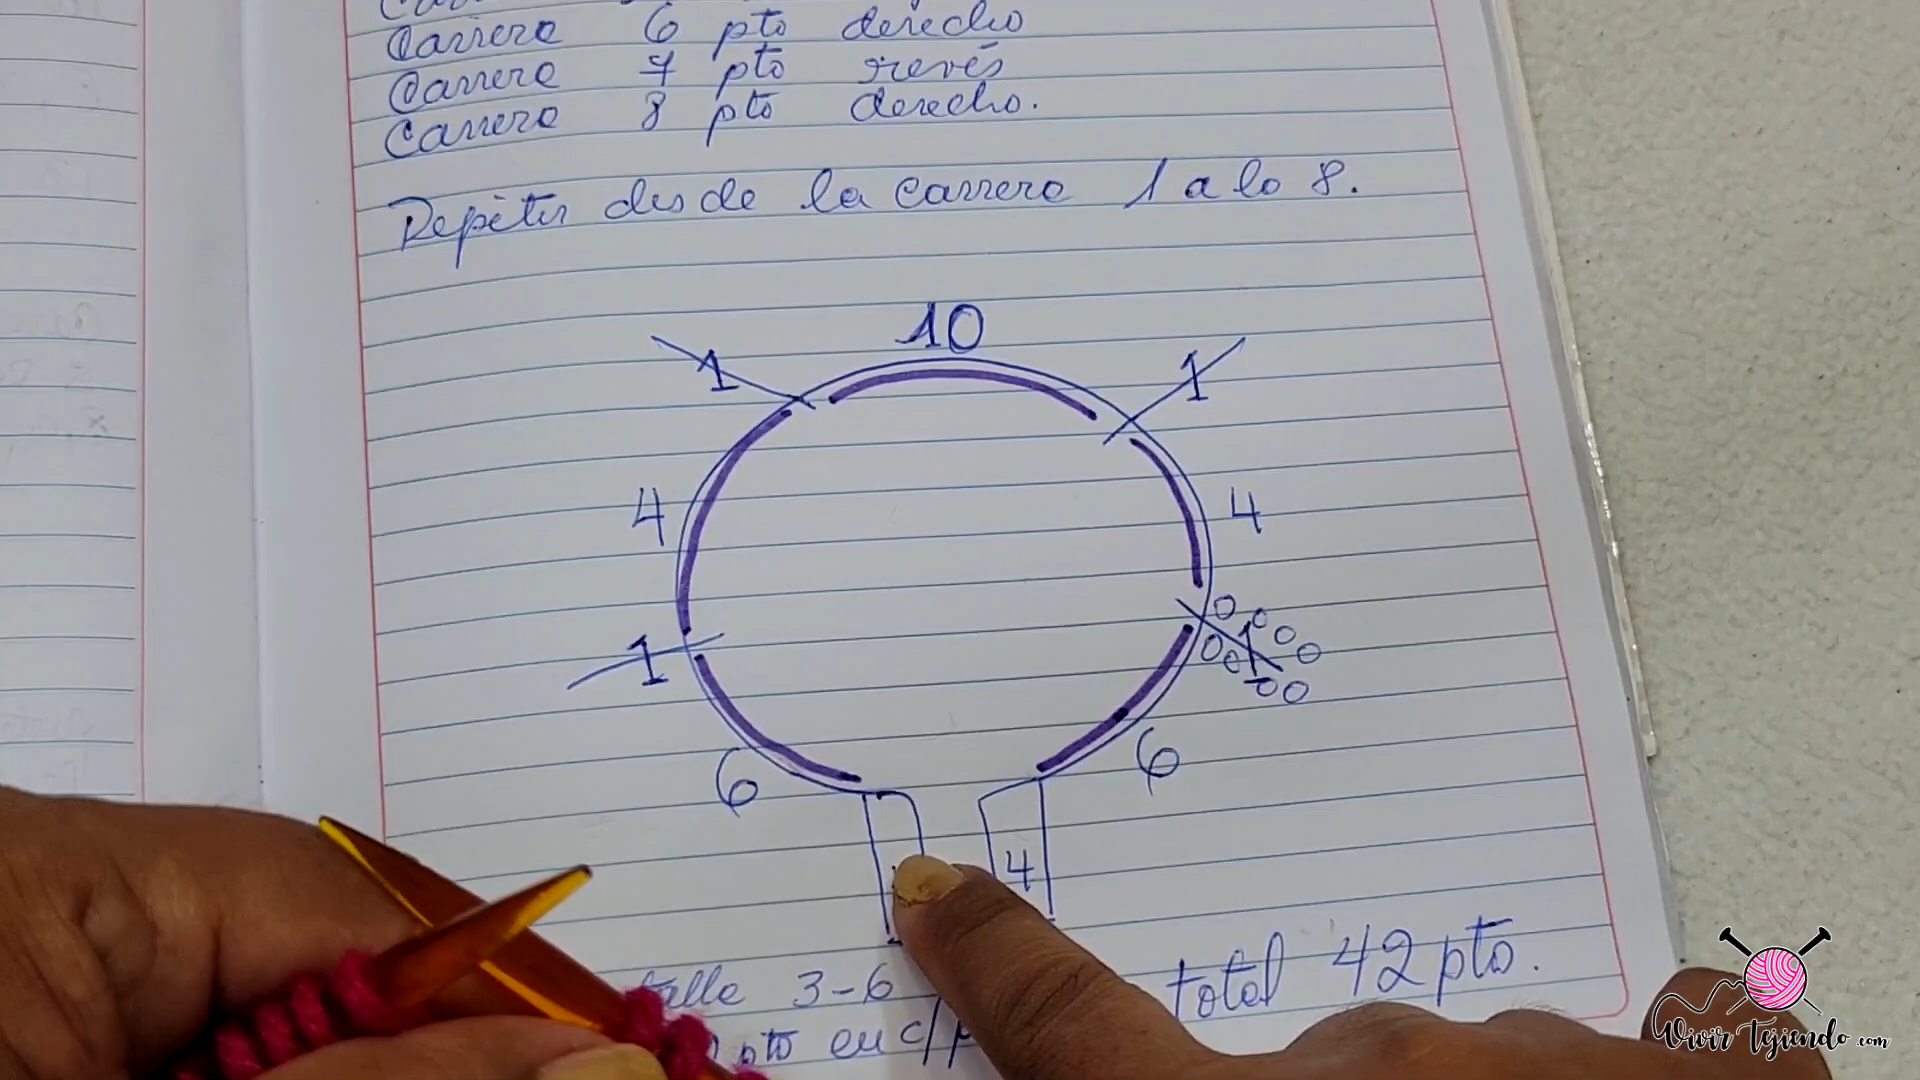 Carrera 6 pto derecho
Carrera 7 pto revés
Carrera 8 pto derecho.
Repetir desde la carrera 1 a la 8.
10
1 1
4 4
1 1
6 6
4
talle 3-6 total 42 pto.
pto en c/
Vivir Tejiendo.com